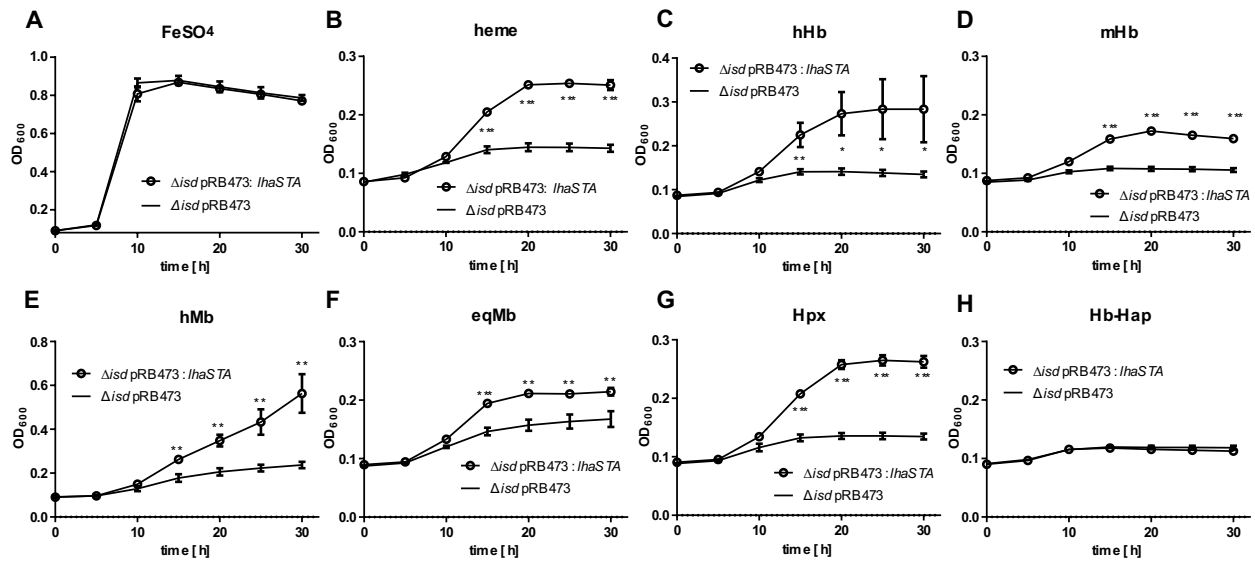 A
FeSO4
OD600
1.0
0.8
0.6
0.4
0.2
0 10 20 30
time [h]
Δisd pRB473: lhaSTA
Δisd pRB473
B
heme
OD600
0.3
0.2
0.1
0.0
0 10 20 30
time [h]
*** *** *** ***
Δisd pRB473: lhaSTA
Δisd pRB473
C
hHb
OD600
0.4
0.3
0.2
0.1
0.0
0 10 20 30
time [h]
** * * *
Δisd pRB473 : lhaSTA
Δisd pRB473
D
mHb
OD600
0.3
0.2
0.1
0.0
0 10 20 30
time [h]
*** *** *** ***
Δisd pRB473 : lhaSTA
Δisd pRB473
E
hMb
OD600
0.8
0.6
0.4
0.2
0.0
0 10 20 30
time [h]
** ** ** **
Δisd pRB473 : lhaSTA
Δisd pRB473
F
eqMb
OD600
0.3
0.2
0.1
0.0
0 10 20 30
time [h]
*** ** ** **
Δisd pRB473 : lhaSTA
Δisd pRB473
G
Hpx
OD600
0.3
0.2
0.1
0.0
0 10 20 30
time [h]
*** *** *** ***
Δisd pRB473 : lhaSTA
Δisd pRB473
H
Hb-Hap
OD600
0.3
0.2
0.1
0.0
0 10 20 30
time [h]
Δisd pRB473 : lhaSTA
Δisd pRB473